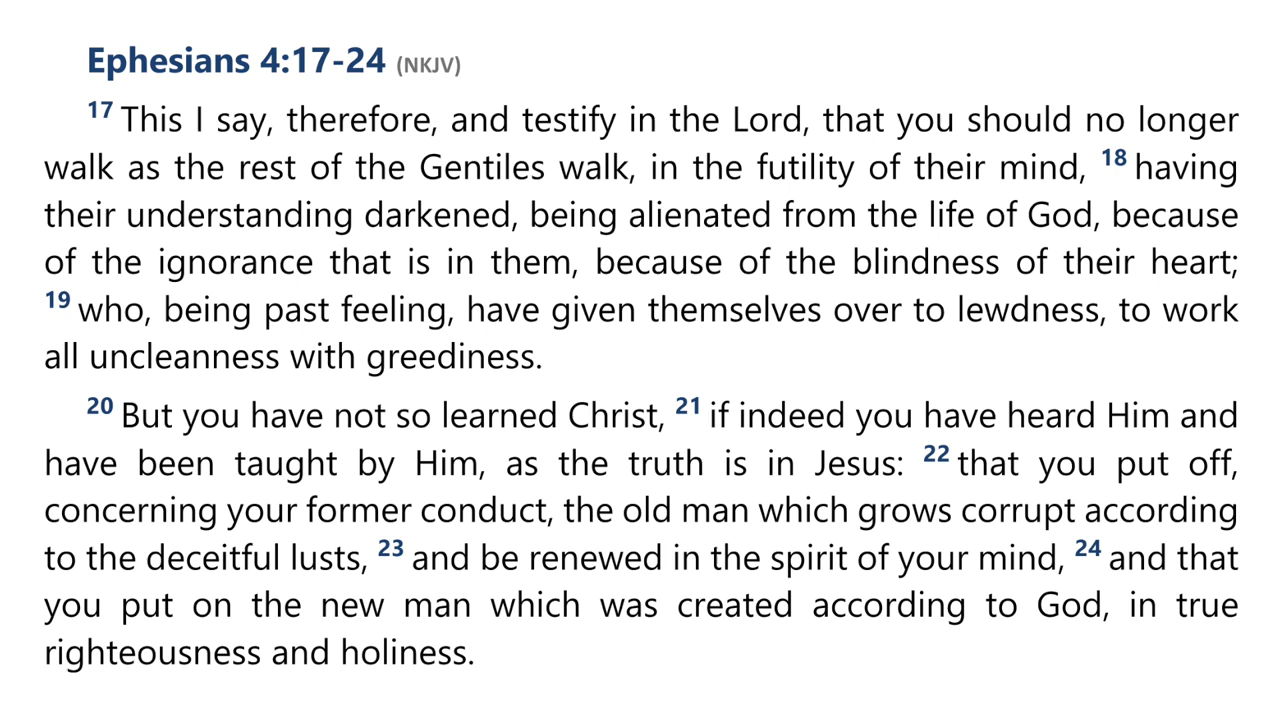 Ephesians 4:17-24 (NKJV)
17 This I say, therefore, and testify in the Lord, that you should no longer
walk as the rest of the Gentiles walk, in the futility of their mind, 18 having
their understanding darkened, being alienated from the life of God, because
of the ignorance that is in them, because of the blindness of their heart;
19 who, being past feeling, have given themselves over to lewdness, to work
all uncleanness with greediness.
20 But you have not so learned Christ, 21 if indeed you have heard Him and
have been taught by Him, as the truth is in Jesus: 22 that you put off,
concerning your former conduct, the old man which grows corrupt according
to the deceitful lusts, 23 and be renewed in the spirit of your mind, 24 and that
you put on the new man which was created according to God, in true
righteousness and holiness.